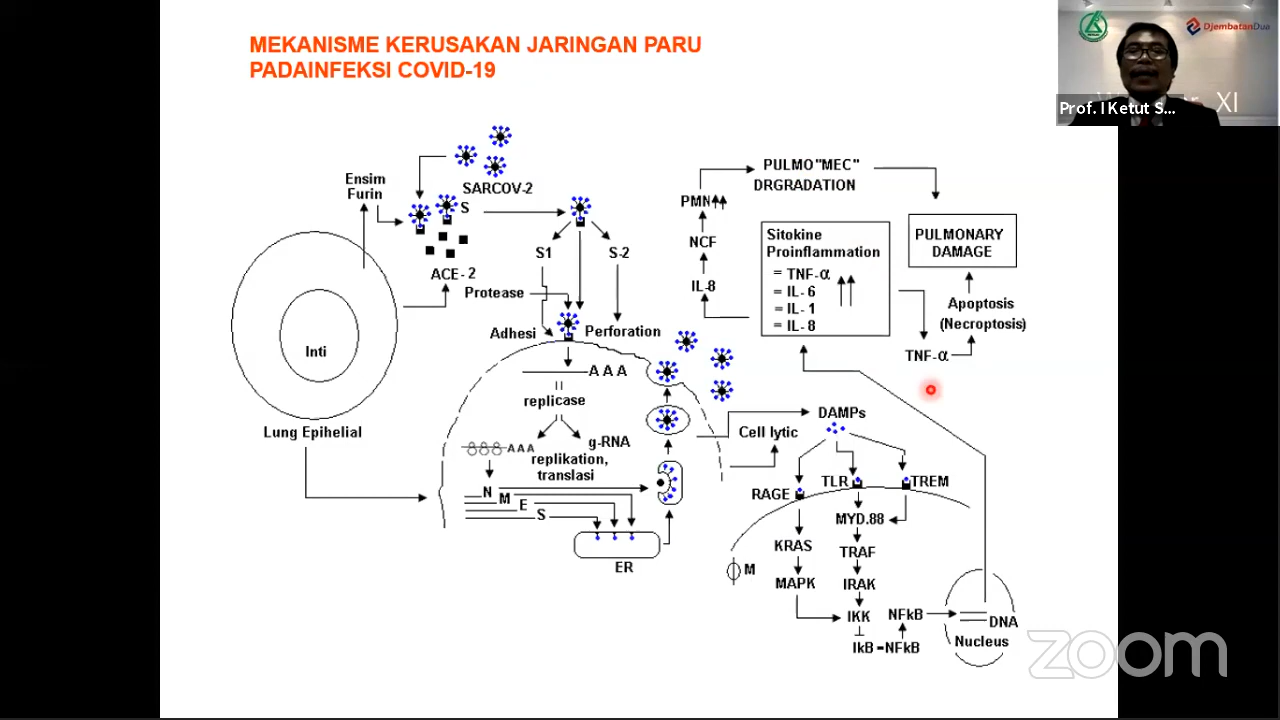 MEKANISME KERUSAKAN JARINGAN PARU
PADAINFEKSI COVID-19
DjembatanDua
XI
Prof. I Ketut S...
SARCOV-2
Ensim
Furin
S
ACE-2
S1
S-2
Protease
Adhesi
Perforation
Inti
Lung Epihelial
AAA
replicase
AAA
g-RNA
replikation,
translasi
N
M
E
S
ER
PULMO "MEC"
DRGRADATION
PMN
NCF
IL-8
Sitokine
Proinflammation
= TNF-α
= IL-6
= IL-1
= IL-8
PULMONARY
DAMAGE
Apoptosis
(Necroptosis)
TNF-α
DAMPs
Cell lytic
RAGE
TLR
TREM
MYD.88
KRAS
TRAF
MAPK
IRAK
M
IKK
NFkB
IkB =NFkB
DNA
Nucleus
zoom